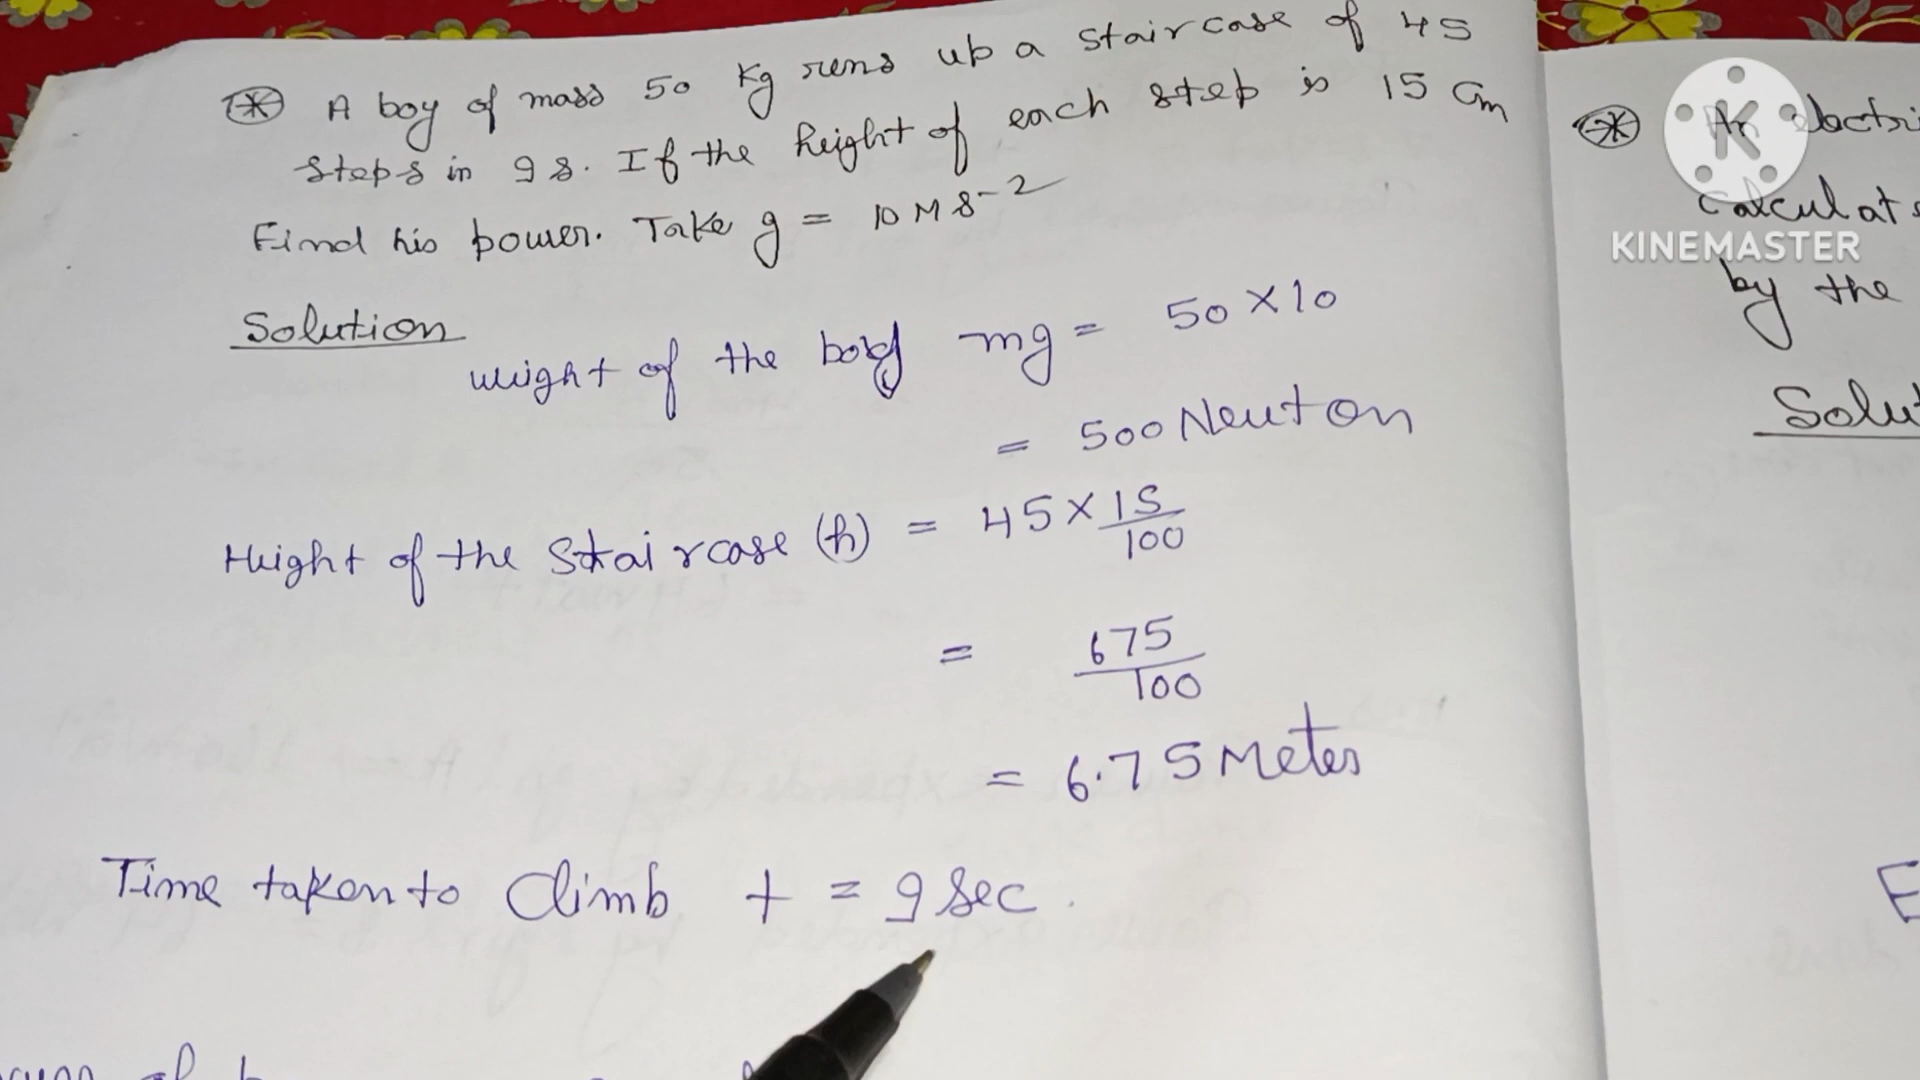 A boy of mass 50 kg runs up a staircase of 45
steps in 9 s. If the height of each step is 15 cm
Find his power. Take g = 10 M s-2
Solution
weight of the boy mg = 50 × 10
= 500 Newton
Height of the Staircase (h) = 45 × 15/100
= 675/100
= 6.75 Meter
Time taken to Climb t = 9 sec.
K
KINEMASTER
Calculat
by the
Solut
E